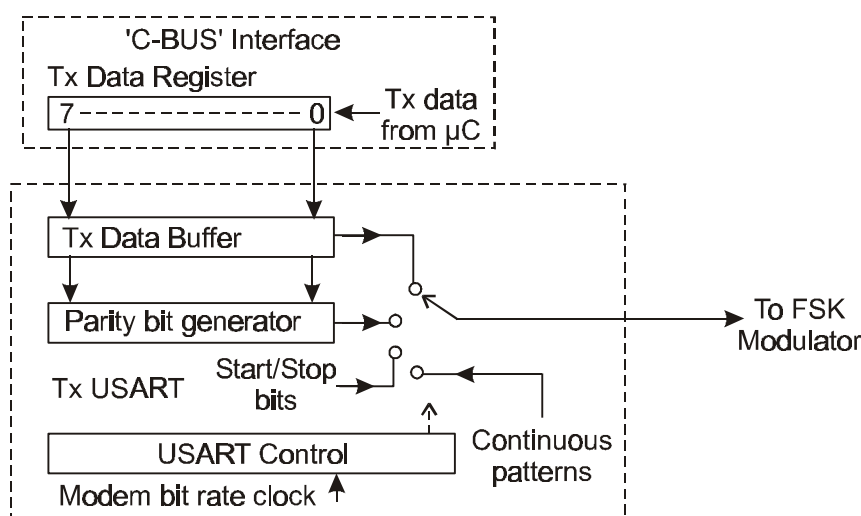 'C-BUS' Interface
Tx Data Register
7 0
Tx data
from µC
Tx Data Buffer
Parity bit generator
To FSK
Modulator
Start/Stop
bits
Tx USART
Continuous
patterns
USART Control
Modem bit rate clock